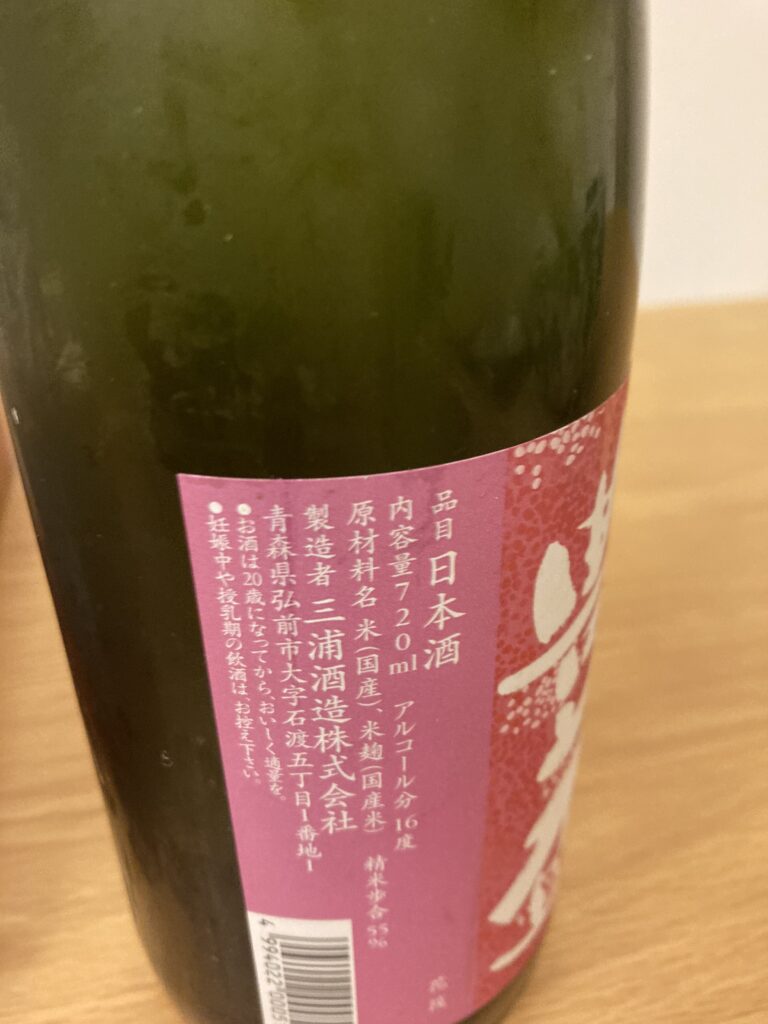 品目 日本酒
内容量720ml アルコール分16度
原材料名 米(国産)、米麹(国産米) 精米歩合55%
製造者 三浦酒造株式会社
青森県弘前市大字石渡五丁目1番地1
●お酒は20歳になってから、おいしく適量を。
●妊娠中や授乳期の飲酒は、お控え下さい。
4 994022 0005